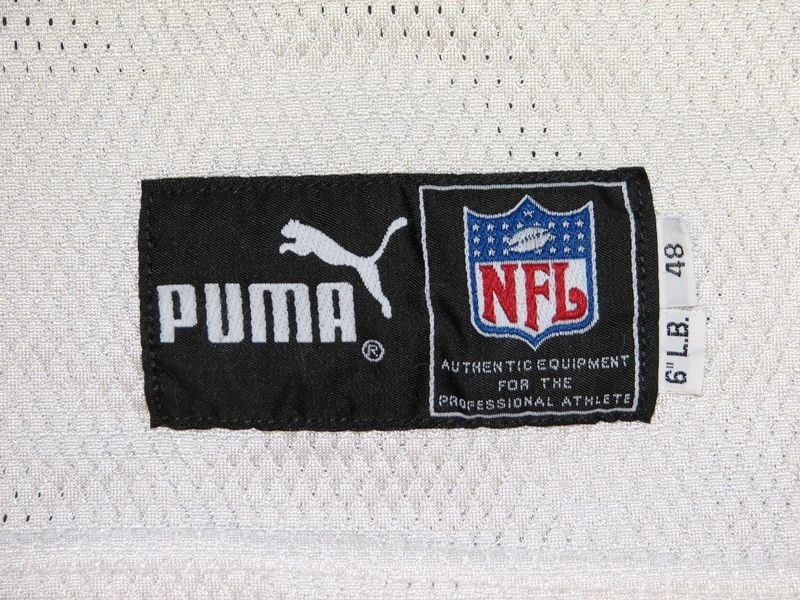 PUMA®
NFL
AUTHENTIC EQUIPMENT
FOR THE
PROFESSIONAL ATHLETE
48
6" L.B.